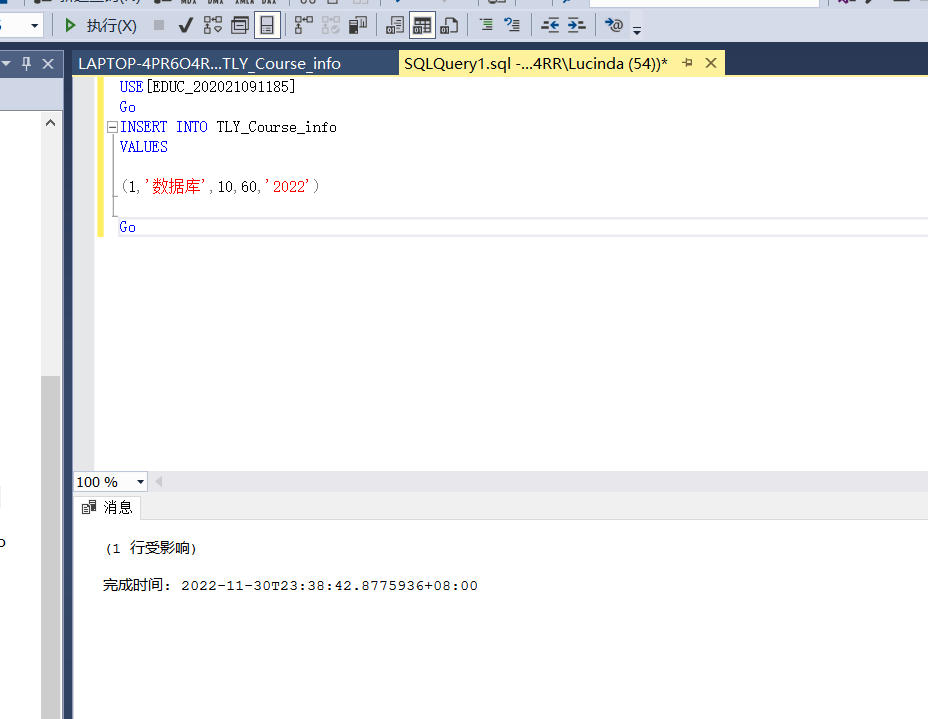 执行(X)
LAPTOP-4PR6O4R...TLY_Course_info
SQLQuery1.sql -...4RR\Lucinda (54))*
USE[EDUC_202021091185]
Go
INSERT INTO TLY_Course_info
VALUES
(1,'数据库',10,60,'2022')
Go
100 %
消息
(1 行受影响)
完成时间: 2022-11-30T23:38:42.8775936+08:00